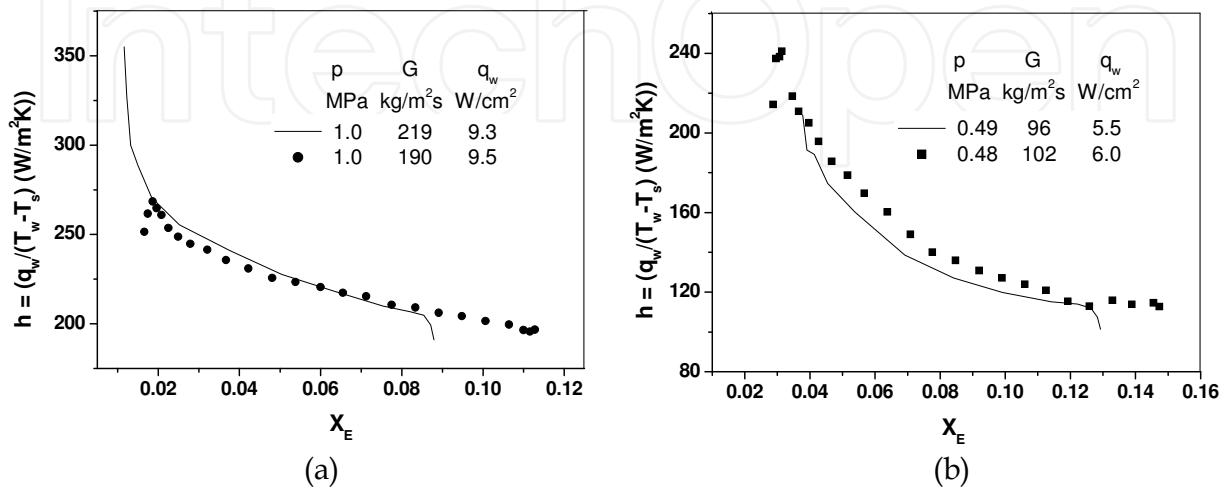 IntechOpen
p G q_w
MPa kg/m²s W/cm²
1.0 219 9.3
1.0 190 9.5
350
300
250
200
0.02 0.04 0.06 0.08 0.10 0.12
h = (q_w/(T_w-T_s) (W/m²K))
X_E
(a)
p G q_w
MPa kg/m²s W/cm²
0.49 96 5.5
0.48 102 6.0
240
200
160
120
80
0.02 0.04 0.06 0.08 0.10 0.12 0.14 0.16
h = (q_w/(T_w-T_s) (W/m²K))
X_E
(b)